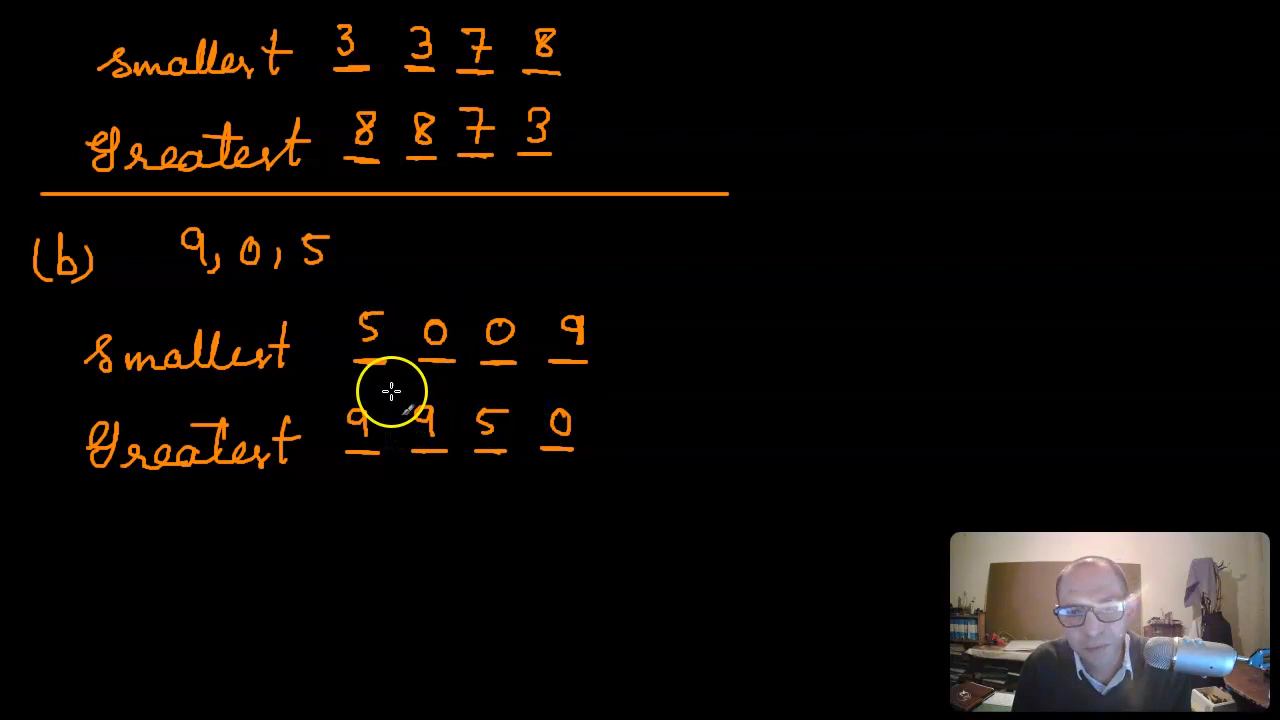 Smallest 3 3 7 8
Greatest 8 8 7 3
(b) 9, 0, 5
Smallest 5 0 0 9
Greatest 9 9 5 0